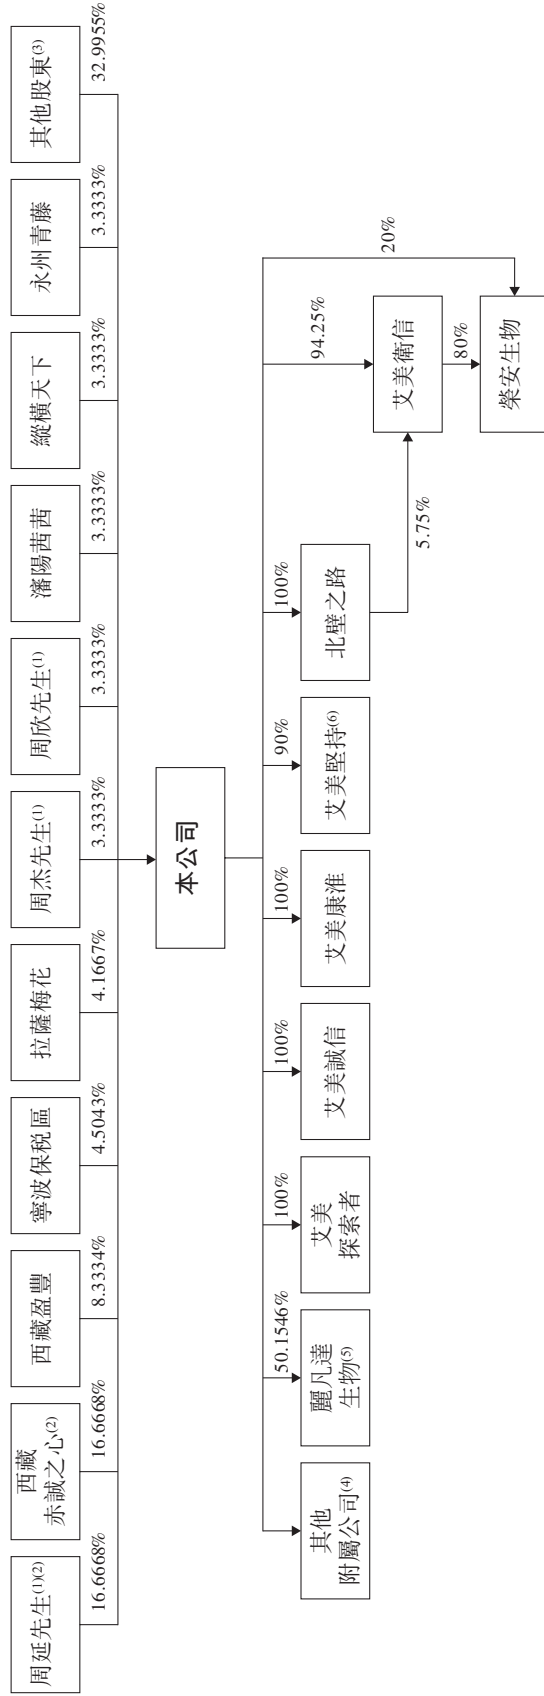 周延先生(1)(2)
西藏
赤誠之心(2)
西藏盈豐
寧波保稅區
拉薩梅花
周杰先生(1)
周欣先生(1)
瀋陽茜茜
縱橫天下
永州青藤
其他股東(3)
16.6668%
16.6668%
8.3334%
4.5043%
4.1667%
3.3333%
3.3333%
3.3333%
3.3333%
3.3333%
32.9955%
本公司
50.1546%
100%
100%
100%
90%
100%
94.25%
20%
其他
附屬公司(4)
麗凡達
生物(5)
艾美
探索者
艾美誠信
艾美康淮
艾美堅持(6)
北壁之路
艾美衛信
5.75%
80%
榮安生物